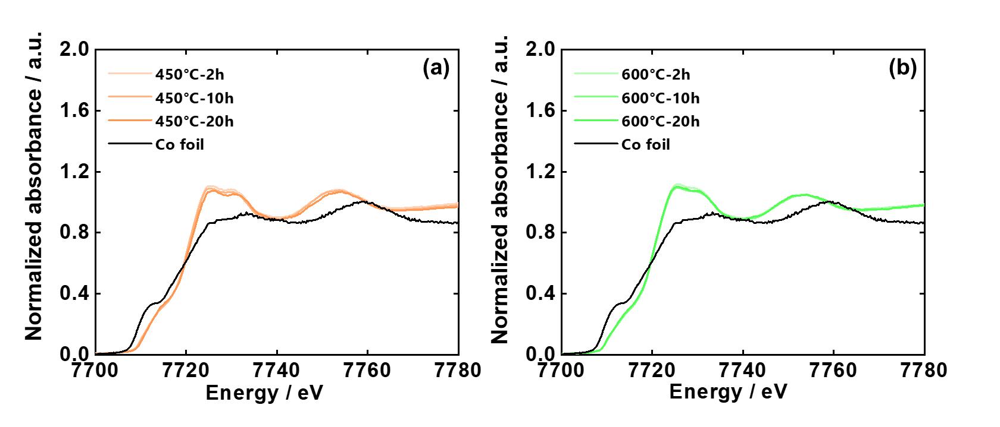 Normalized absorbance / a.u.
2.0
1.6
1.2
0.8
0.4
0.0
(a)
450°C-2h
450°C-10h
450°C-20h
Co foil
7700 7720 7740 7760 7780
Energy / eV
Normalized absorbance / a.u.
2.0
1.6
1.2
0.8
0.4
0.0
(b)
600°C-2h
600°C-10h
600°C-20h
Co foil
7700 7720 7740 7760 7780
Energy / eV